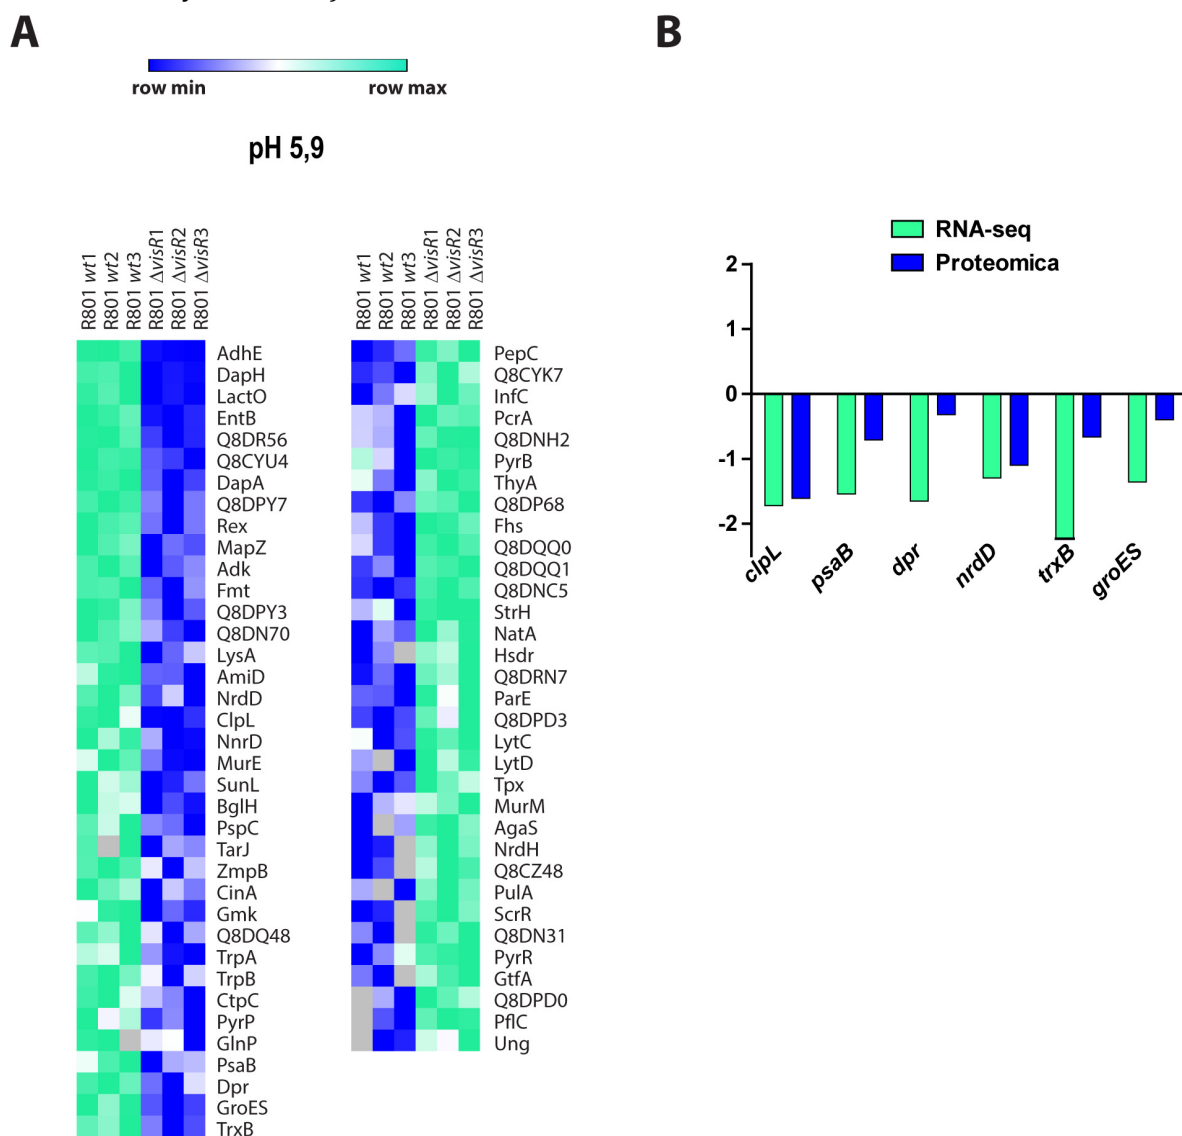 A
B
row min
row max
pH 5,9
R801 wt1
R801 wt2
R801 wt3
R801 ΔvisR1
R801 ΔvisR2
R801 ΔvisR3
AdhE
DapH
LactO
EntB
Q8DR56
Q8CYU4
DapA
Q8DPY7
Rex
MapZ
Adk
Fmt
Q8DPY3
Q8DN70
LysA
AmiD
NrdD
ClpL
NnrD
MurE
SunL
BglH
PspC
TarJ
ZmpB
CinA
Gmk
Q8DQ48
TrpA
TrpB
CtpC
PyrP
GlnP
PsaB
Dpr
GroES
TrxB
R801 wt1
R801 wt2
R801 wt3
R801 ΔvisR1
R801 ΔvisR2
R801 ΔvisR3
PepC
Q8CYK7
InfC
PcrA
Q8DNH2
PyrB
ThyA
Q8DP68
Fhs
Q8DQQ0
Q8DQQ1
Q8DNC5
StrH
NatA
Hsdr
Q8DRN7
ParE
Q8DPD3
LytC
LytD
Tpx
MurM
AgaS
NrdH
Q8CZ48
PulA
ScrR
Q8DN31
PyrR
GtfA
Q8DPD0
PflC
Ung
RNA-seq
Proteomica
2
1
0
-1
-2
clpL
psaB
dpr
nrdD
trxB
groES